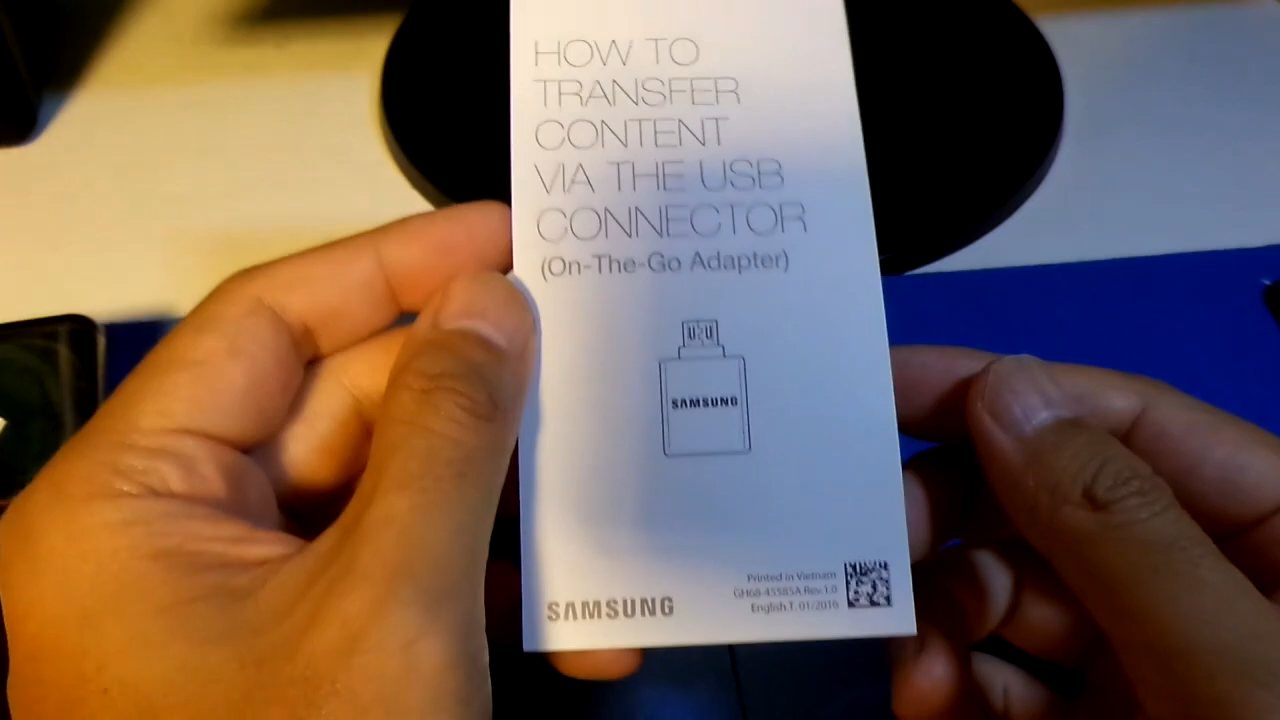 HOW TO
TRANSFER
CONTENT
VIA THE USB
CONNECTOR
(On-The-Go Adapter)
SAMSUNG
SAMSUNG
Printed in Vietnam
GH68-45585A Rev.1.0
English.T. 01/2016